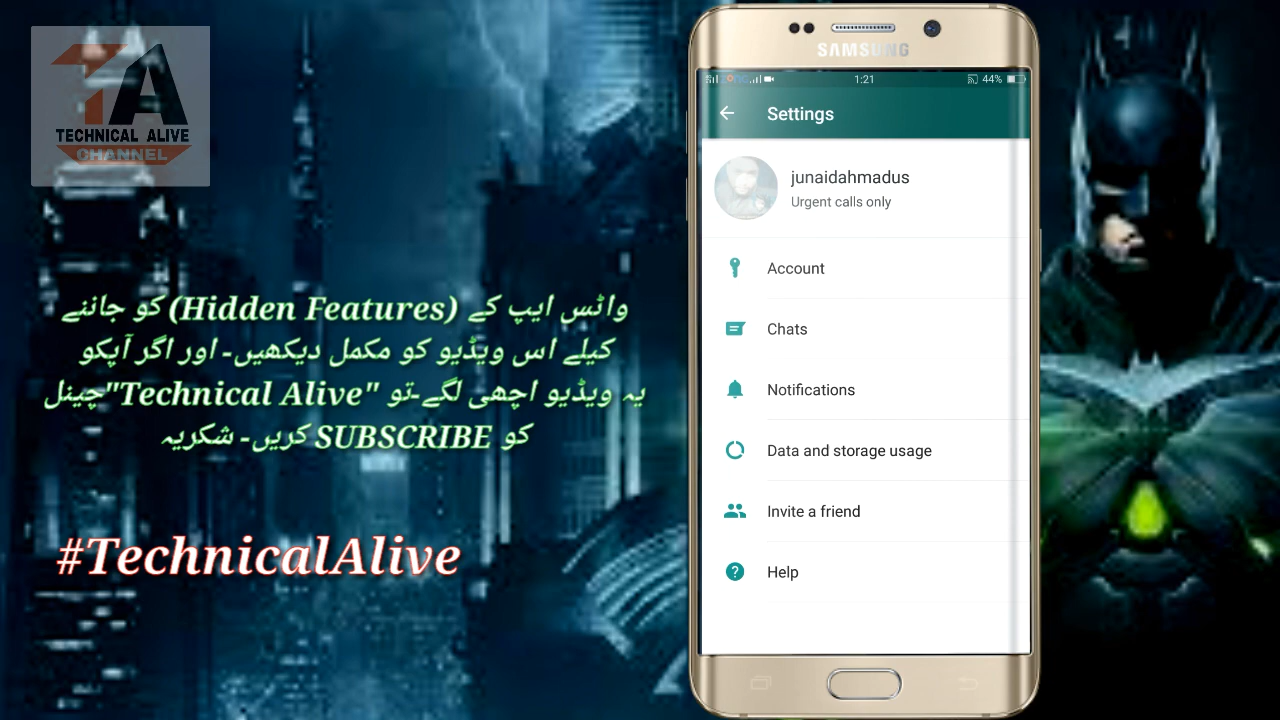 TA
TECHNICAL ALIVE
CHANNEL
واٹس ایپ کے (Hidden Features) کو جاننے
کیلے اس ویڈیو کو مکمل دیکھیں۔ اور اگر آپکو
یہ ویڈیو اچھی لگے۔تو "Technical Alive"چینل
کو SUBSCRIBE کریں۔ شکریہ
#TechnicalAlive
SAMSUNG
1:21
44%
Settings
junaidahmadus
Urgent calls only
Account
Chats
Notifications
Data and storage usage
Invite a friend
Help